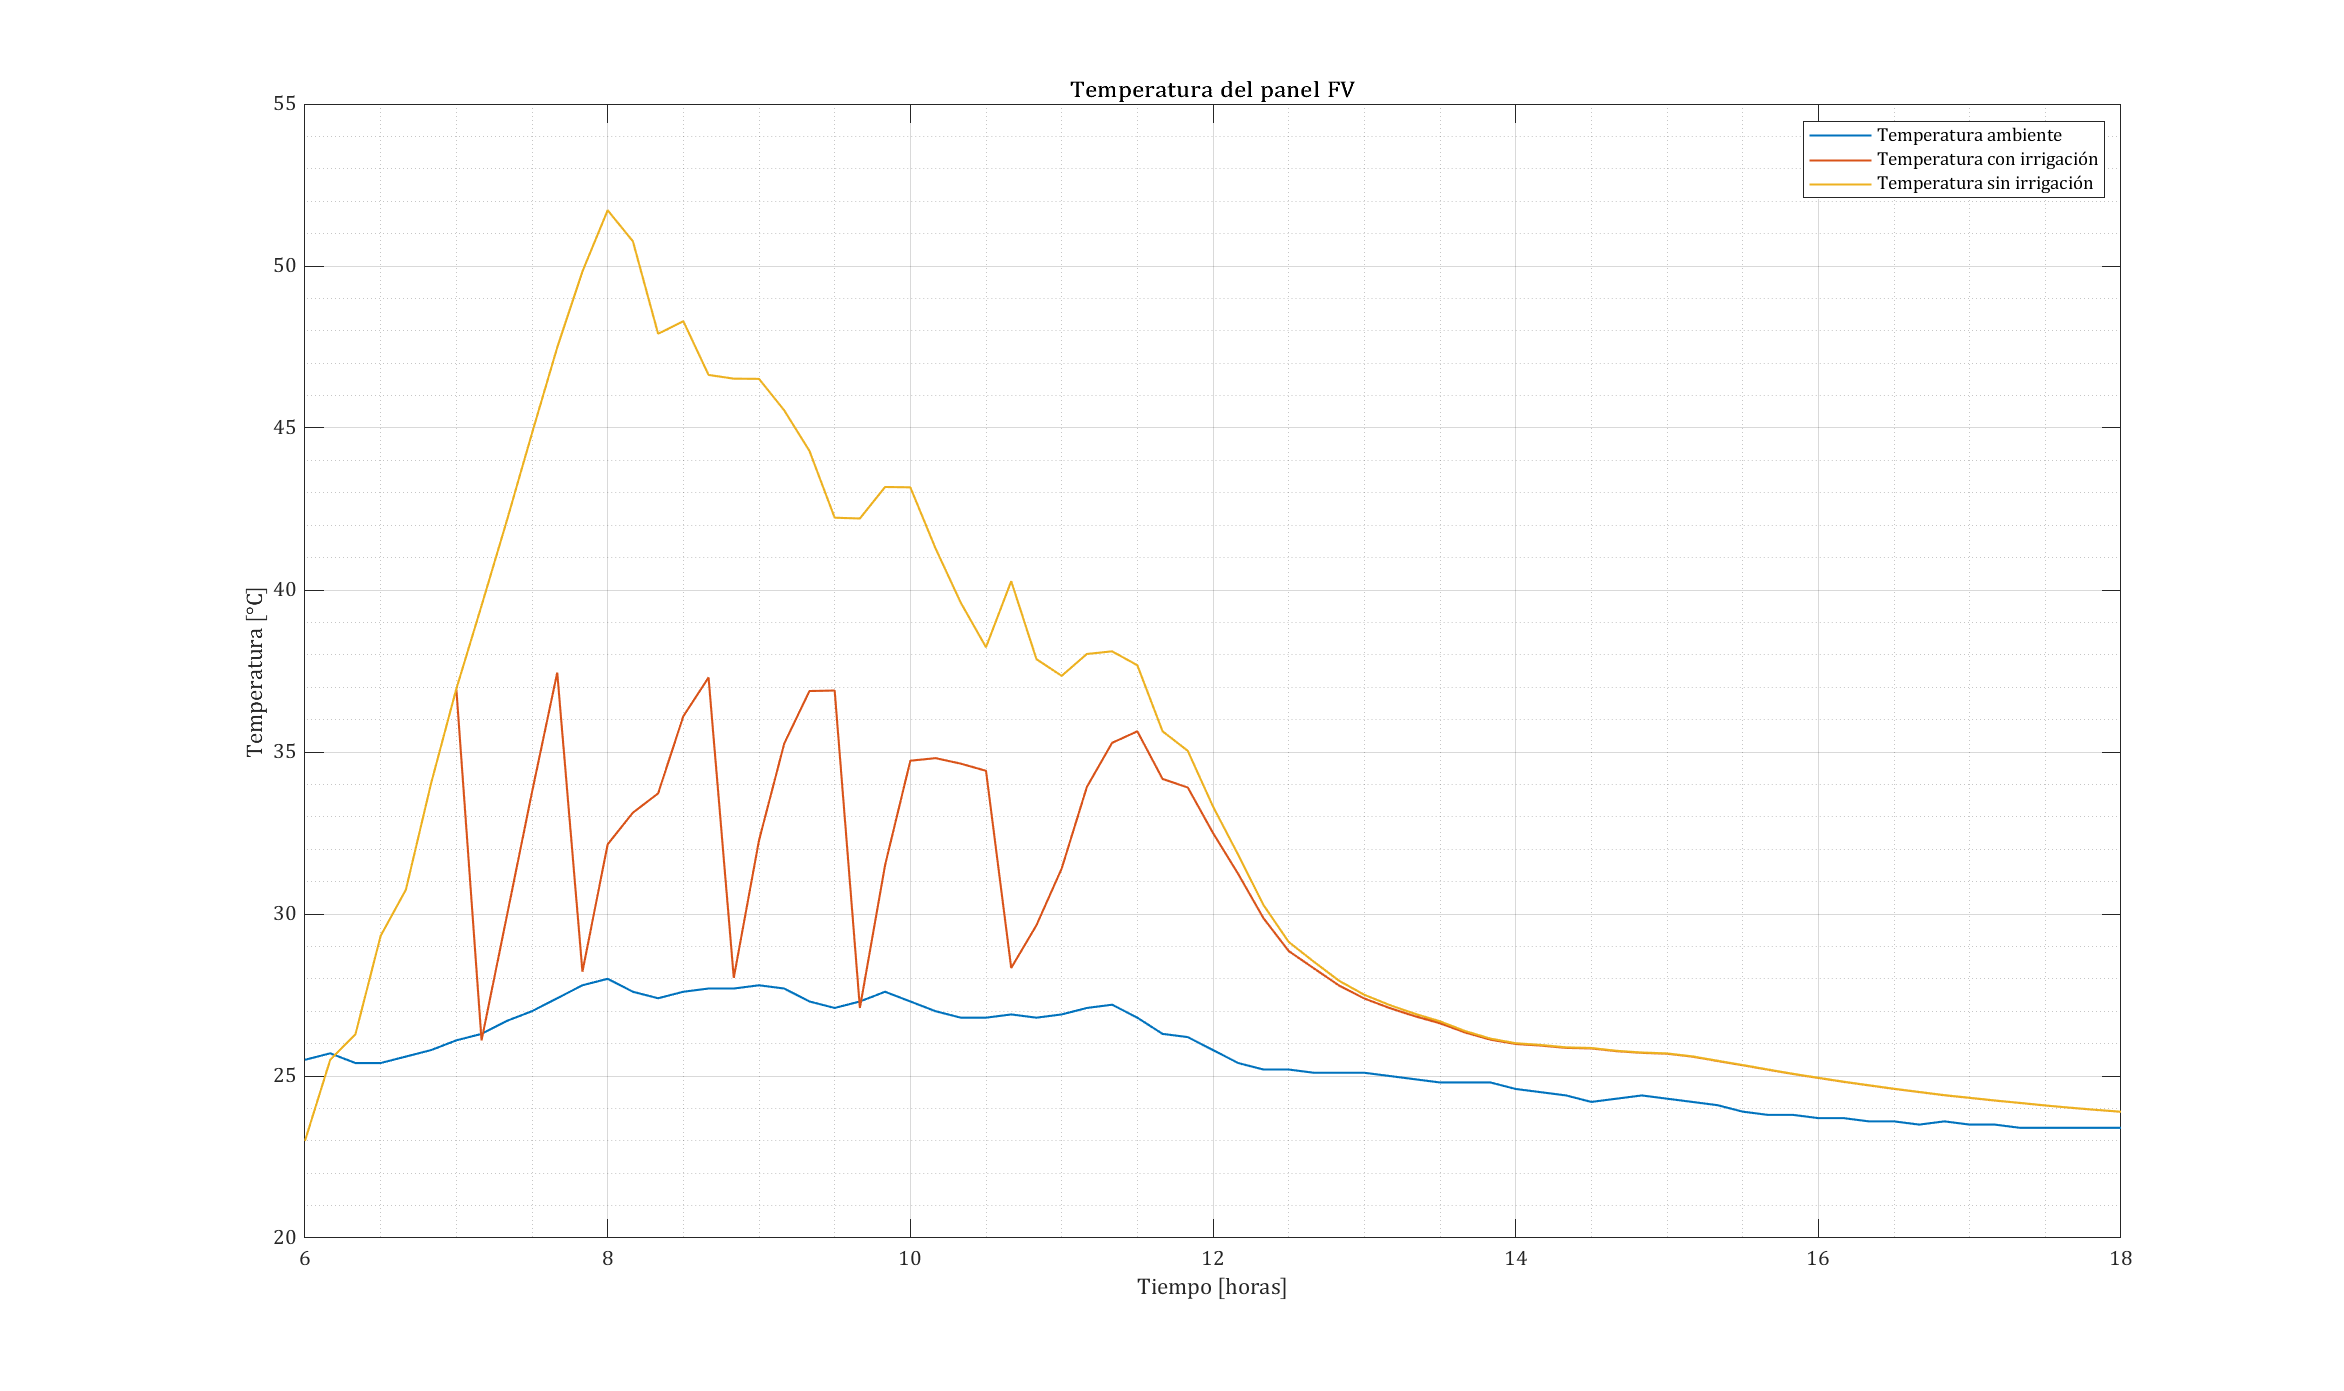 Temperatura del panel FV
Temperatura ambiente
Temperatura con irrigación
Temperatura sin irrigación
Temperatura [°C]
55
50
45
40
35
30
25
20
6 8 10 12 14 16 18
Tiempo [horas]